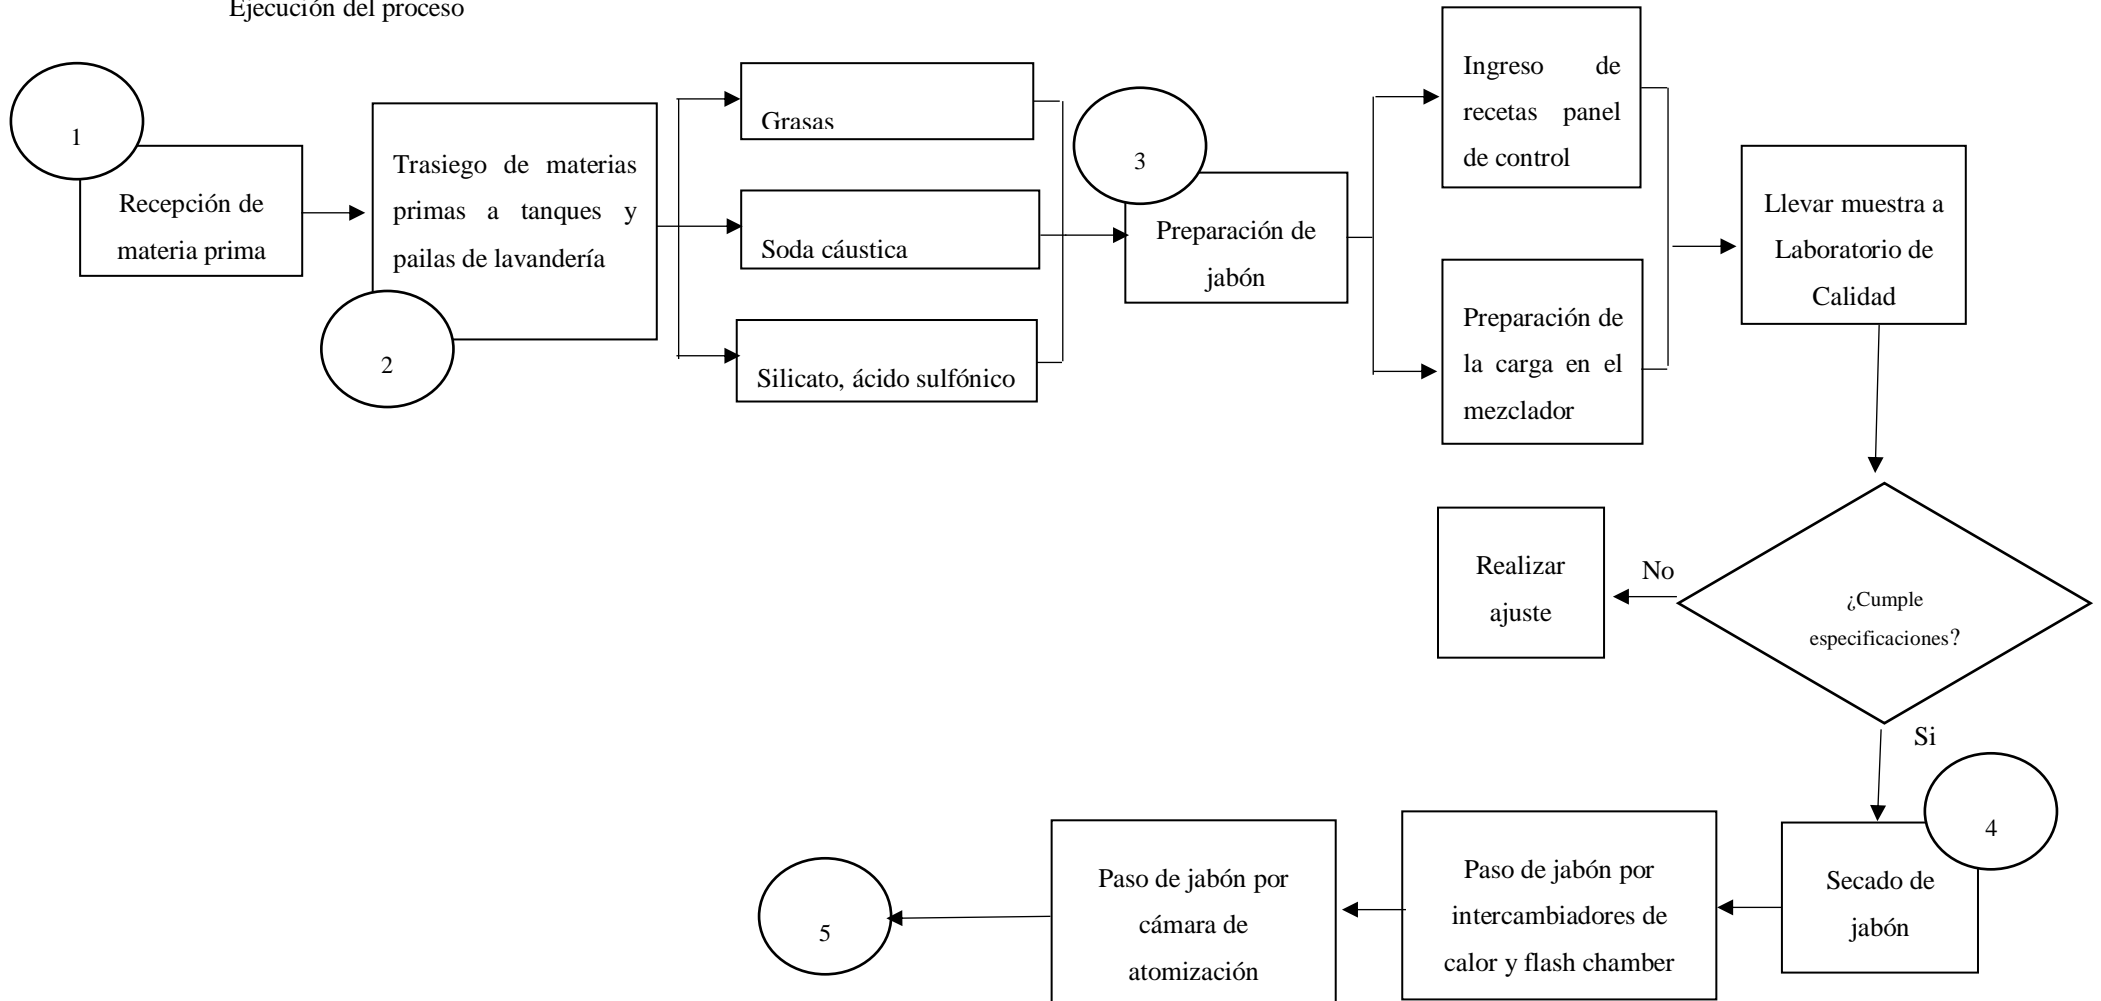 Ejecución del proceso
1
Recepción de
materia prima
Trasiego de materias
primas a tanques y
pailas de lavandería
2
Grasas
Soda cáustica
Silicato, ácido sulfónico
3
Preparación de
jabón
Ingreso de
recetas panel
de control
Preparación de
la carga en el
mezclador
Llevar muestra a
Laboratorio de
Calidad
¿Cumple
especificaciones?
No
Realizar
ajuste
Si
4
Secado de
jabón
Paso de jabón por
intercambiadores de
calor y flash chamber
Paso de jabón por
cámara de
atomización
5